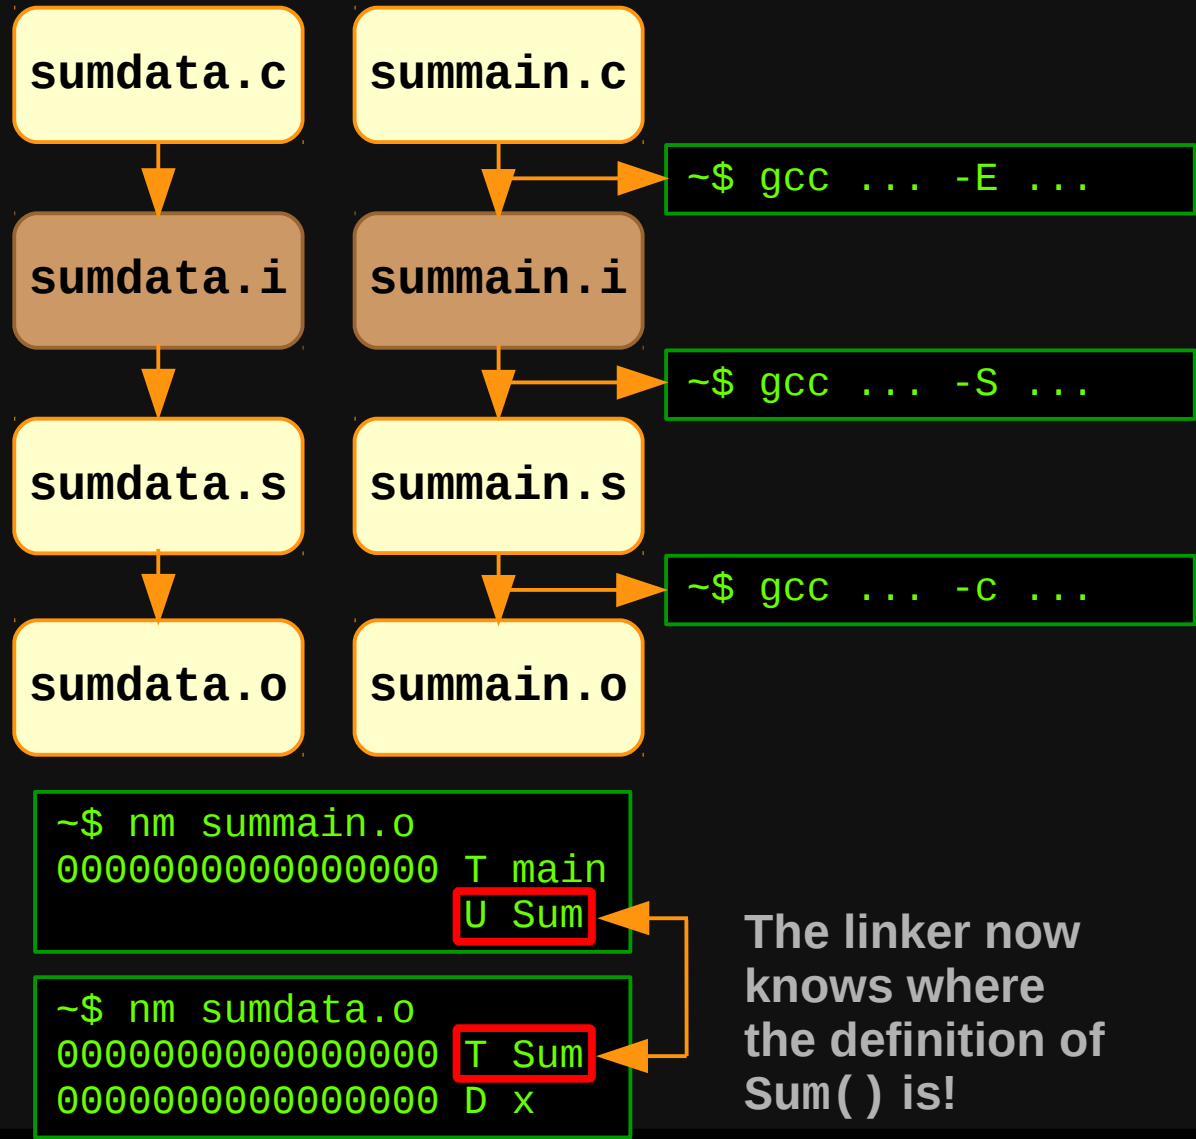 sumdata.c
summain.c
~$ gcc ... -E ...
sumdata.i
summain.i
~$ gcc ... -S ...
sumdata.s
summain.s
~$ gcc ... -c ...
sumdata.o
summain.o
~$ nm summain.o
0000000000000000 T main
U Sum
~$ nm sumdata.o
0000000000000000 T Sum
0000000000000000 D x
The linker now
knows where
the definition of
Sum() is!